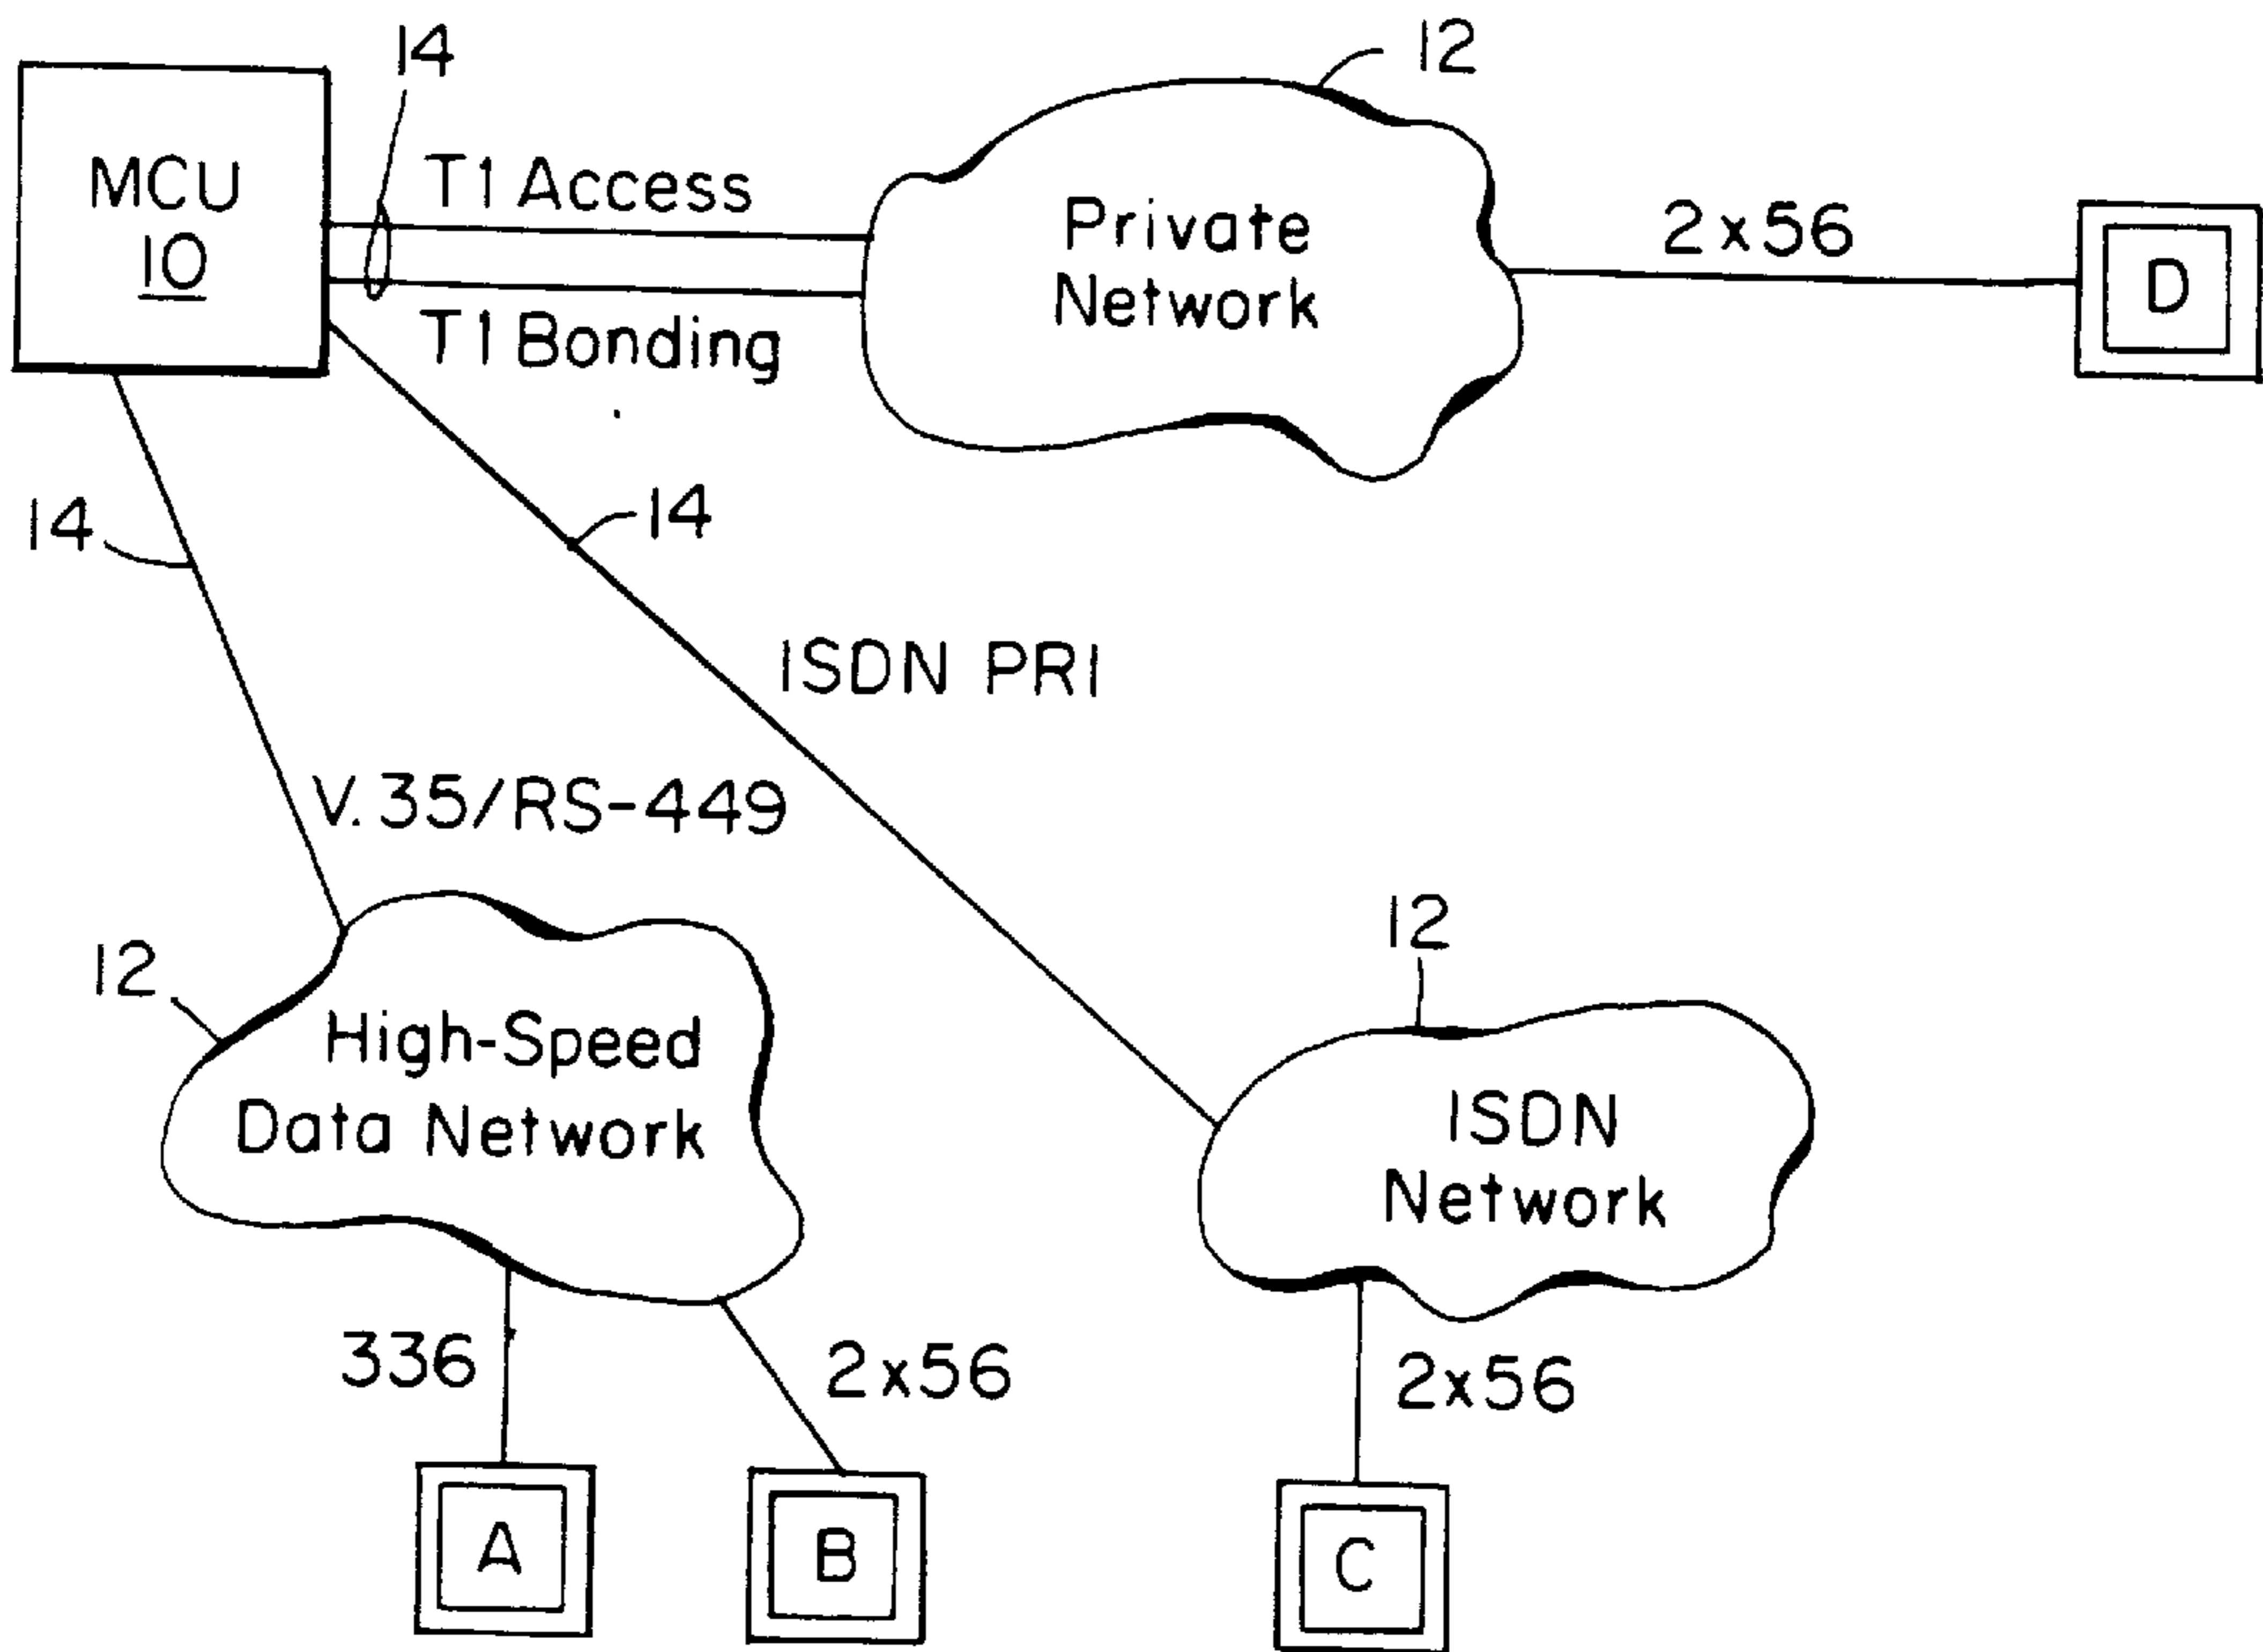 14
12
MCU
10
T1 Access
T1 Bonding
Private
Network
2x56
D
14
14
ISDN PRI
V.35/RS-449
12
12
High-Speed
Data Network
ISDN
Network
336
2x56
2x56
A
B
C